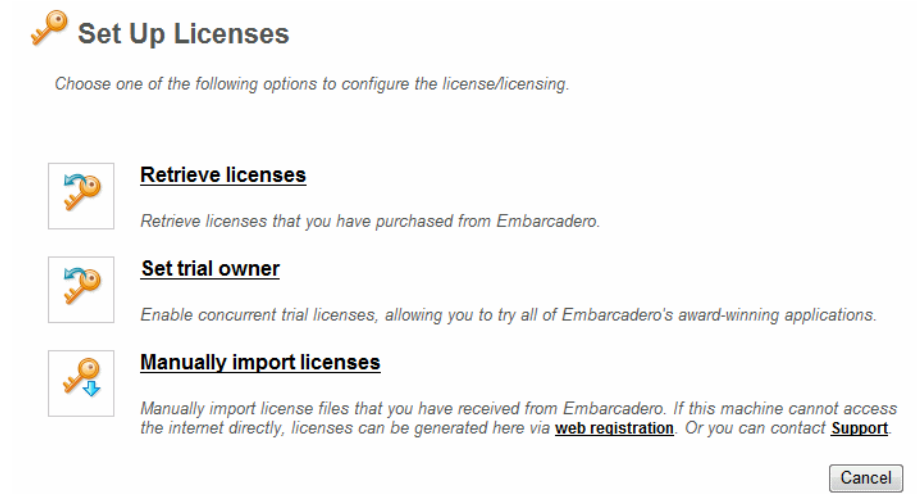 Set Up Licenses
Choose one of the following options to configure the license/licensing.
Retrieve licenses
Retrieve licenses that you have purchased from Embarcadero.
Set trial owner
Enable concurrent trial licenses, allowing you to try all of Embarcadero's award-winning applications.
Manually import licenses
Manually import license files that you have received from Embarcadero. If this machine cannot access
the internet directly, licenses can be generated here via web registration. Or you can contact Support.
Cancel